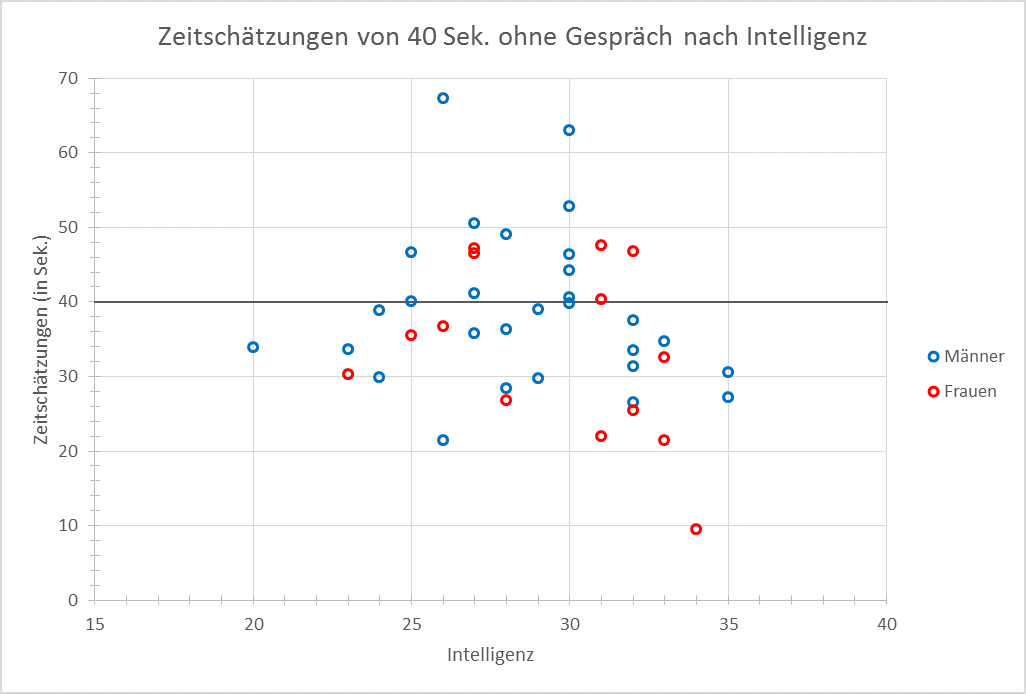 Zeitschätzungen von 40 Sek. ohne Gespräch nach Intelligenz
70
60
50
40
30
20
10
0
Zeitschätzungen (in Sek.)
15 20 25 30 35 40
Intelligenz
Männer
Frauen